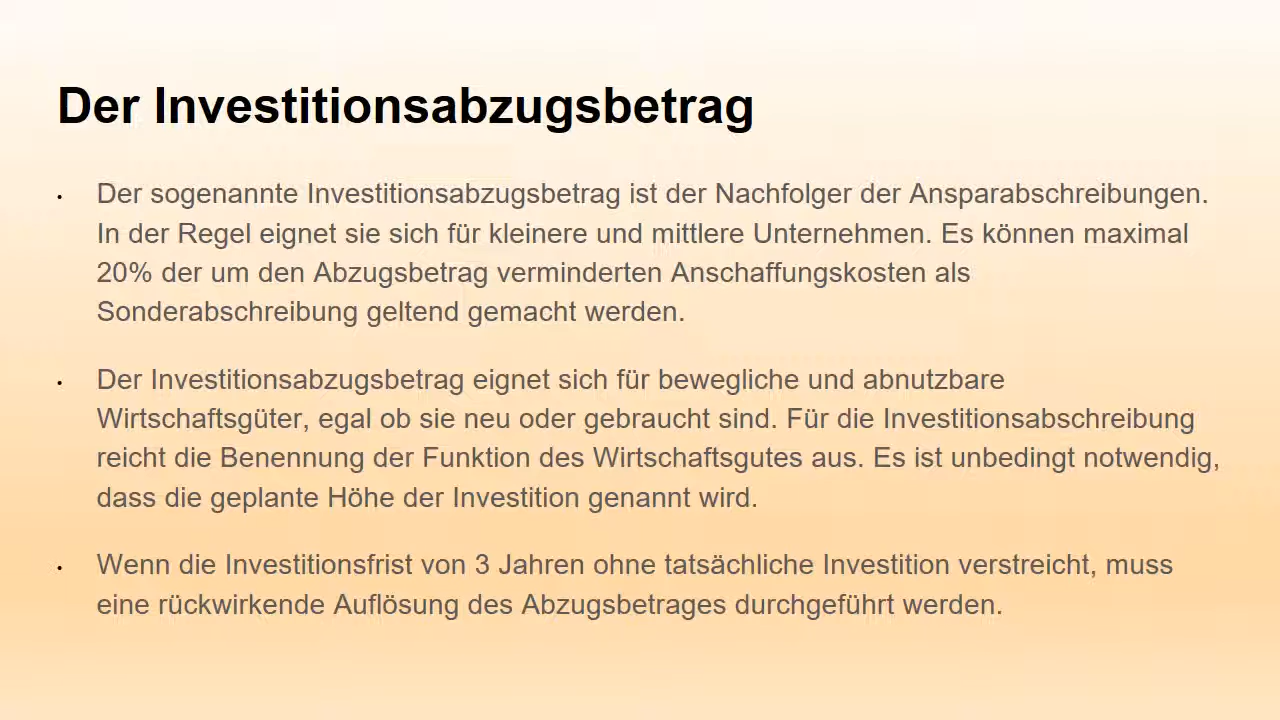 Der Investitionsabzugsbetrag
• Der sogenannte Investitionsabzugsbetrag ist der Nachfolger der Ansparabschreibungen.
In der Regel eignet sie sich für kleinere und mittlere Unternehmen. Es können maximal
20% der um den Abzugsbetrag verminderten Anschaffungskosten als
Sonderabschreibung geltend gemacht werden.
• Der Investitionsabzugsbetrag eignet sich für bewegliche und abnutzbare
Wirtschaftsgüter, egal ob sie neu oder gebraucht sind. Für die Investitionsabschreibung
reicht die Benennung der Funktion des Wirtschaftsgutes aus. Es ist unbedingt notwendig,
dass die geplante Höhe der Investition genannt wird.
• Wenn die Investitionsfrist von 3 Jahren ohne tatsächliche Investition verstreicht, muss
eine rückwirkende Auflösung des Abzugsbetrages durchgeführt werden.